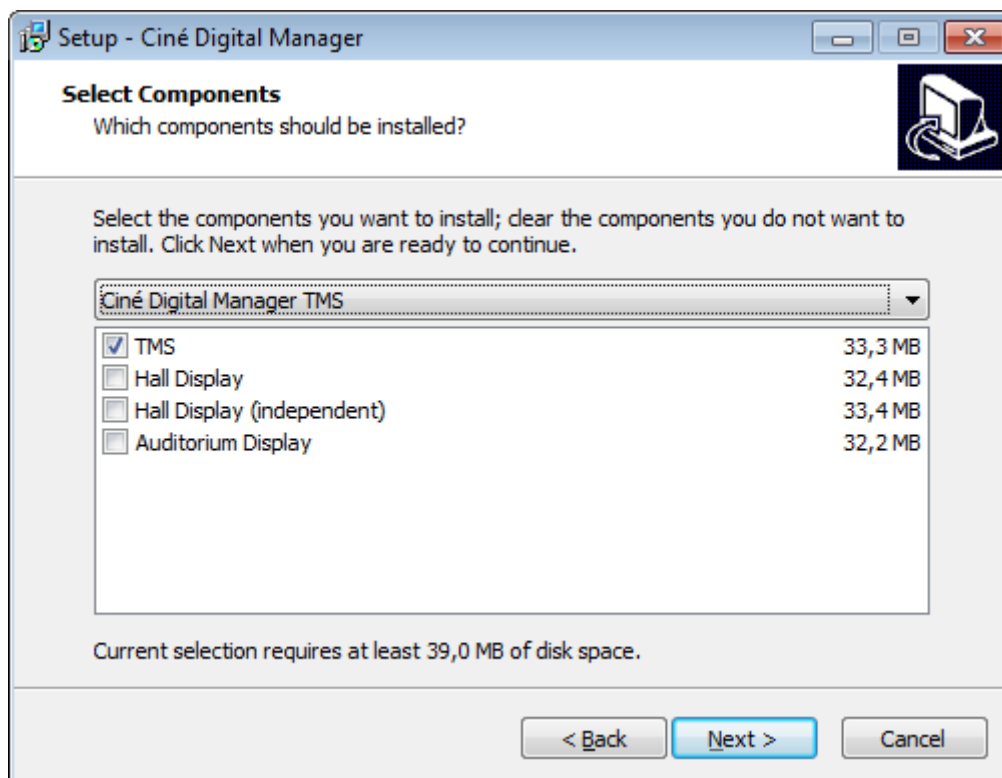 Setup - Ciné Digital Manager
Select Components
Which components should be installed?
Select the components you want to install; clear the components you do not want to
install. Click Next when you are ready to continue.
Ciné Digital Manager TMS
TMS 33,3 MB
Hall Display 32,4 MB
Hall Display (independent) 33,4 MB
Auditorium Display 32,2 MB
Current selection requires at least 39,0 MB of disk space.
< Back Next > Cancel